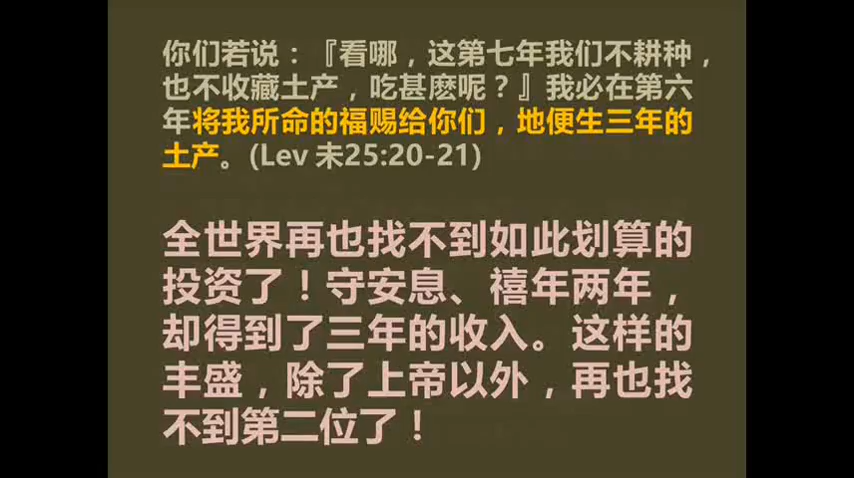 你们若说：『看哪，这第七年我们不耕种，
也不收藏土产，吃甚麽呢？』我必在第六
年将我所命的福赐给你们，地便生三年的
土产。(Lev 未25:20-21)
全世界再也找不到如此划算的
投资了！守安息、禧年两年，
却得到了三年的收入。这样的
丰盛，除了上帝以外，再也找
不到第二位了！